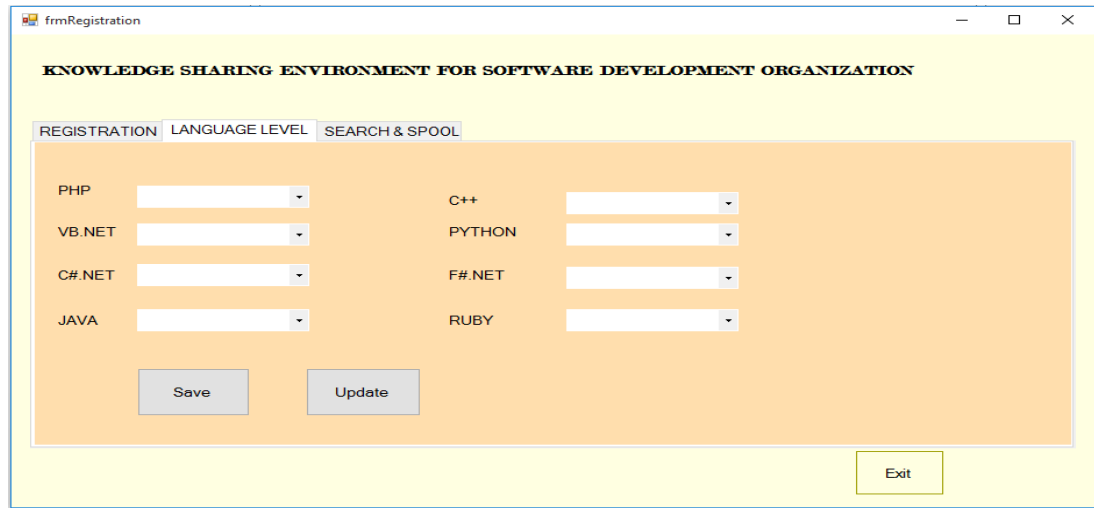 frmRegistration
KNOWLEDGE SHARING ENVIRONMENT FOR SOFTWARE DEVELOPMENT ORGANIZATION
REGISTRATION LANGUAGE LEVEL SEARCH & SPOOL
PHP C++
VB.NET PYTHON
C#.NET F#.NET
JAVA RUBY
Save Update
Exit